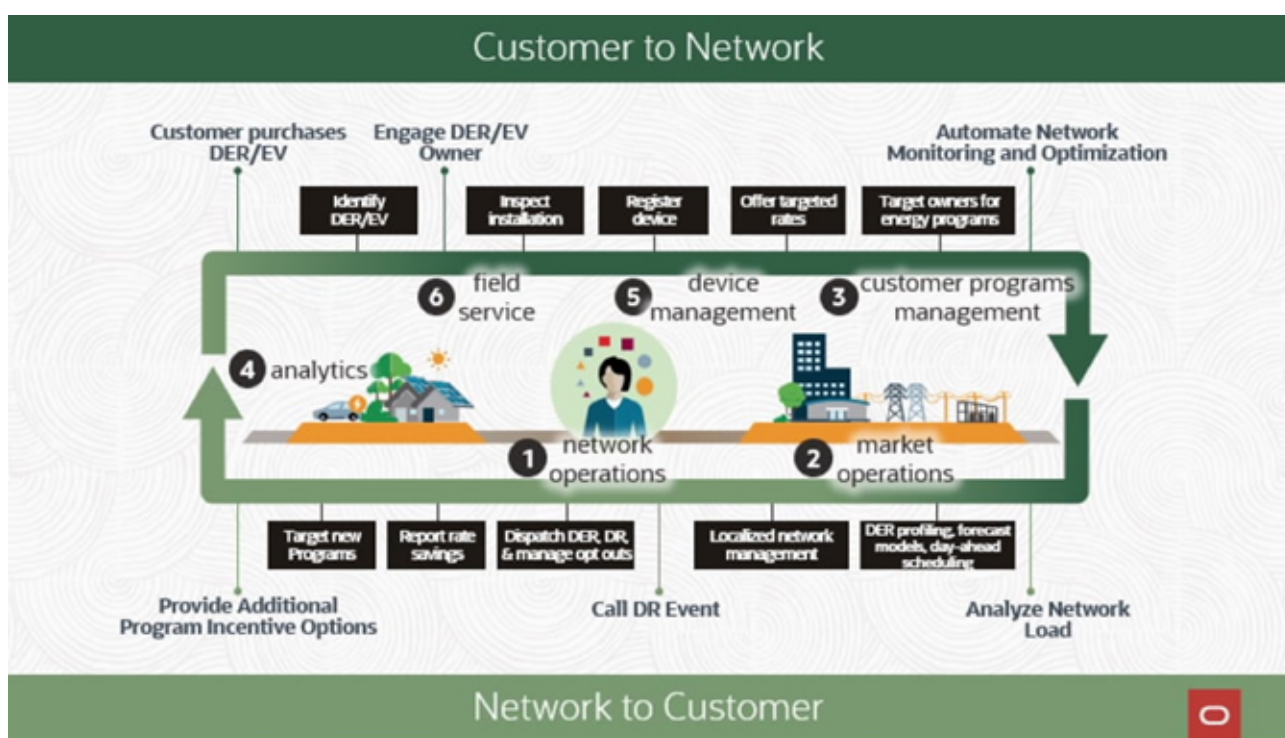 Customer to Network
Customer purchases
DER/EV
Engage DER/EV
Owner
Automate Network
Monitoring and Optimization
Identify
DER/EV
Inspect
installation
Register
device
Offer targeted
rates
Target owners for
energy programs
6 field
service
5 device
management
3 customer programs
management
4 analytics
1 network
operations
2 market
operations
Target new
Programs
Report rate
savings
Dispatch DER, DR,
& manage opt outs
Localized network
management
DER profiling, forecast
models, day-ahead
scheduling
Provide Additional
Program Incentive Options
Call DR Event
Analyze Network
Load
Network to Customer